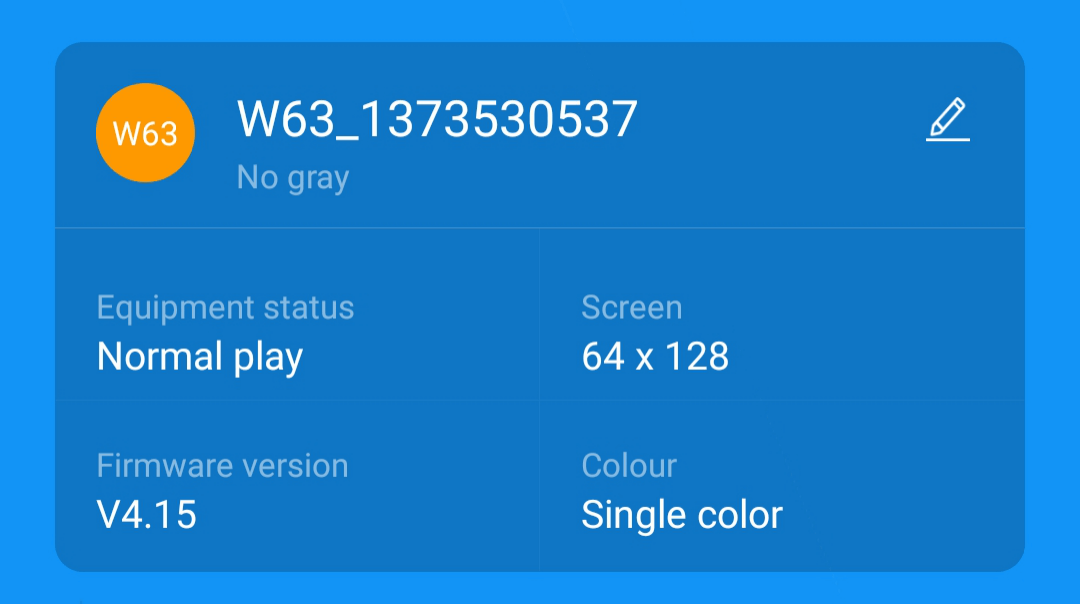 W63
W63_1373530537
No gray
Equipment status
Normal play
Screen
64 x 128
Firmware version
V4.15
Colour
Single color